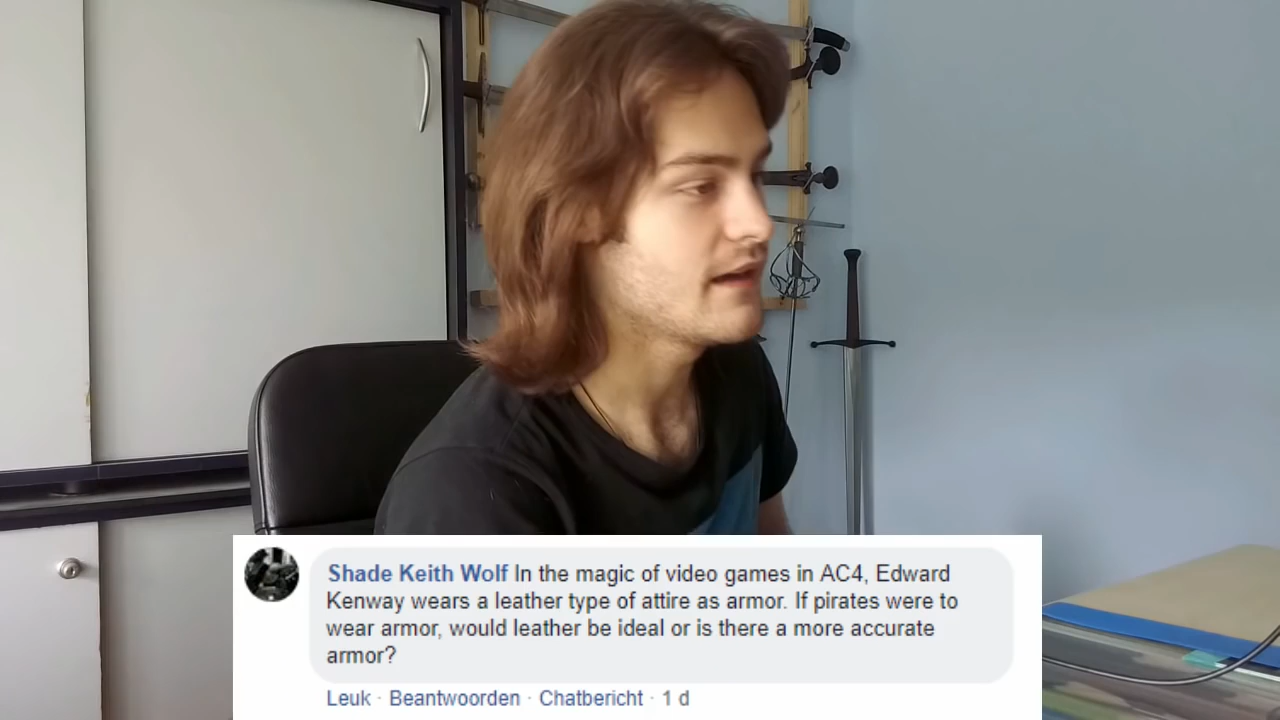 Shade Keith Wolf In the magic of video games in AC4, Edward
Kenway wears a leather type of attire as armor. If pirates were to
wear armor, would leather be ideal or is there a more accurate
armor?
Leuk · Beantwoorden · Chatbericht · 1 d